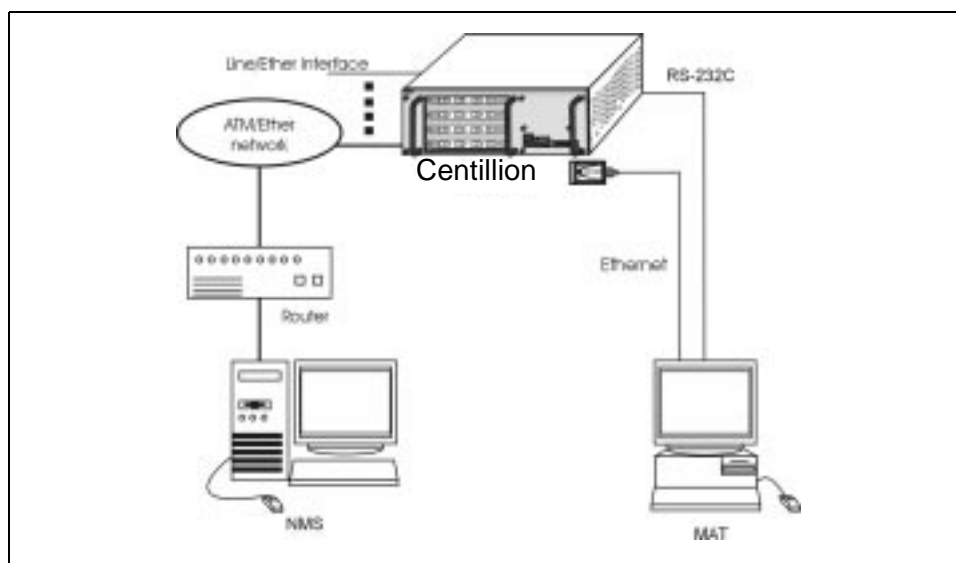 Line/Ether Interface
RS-232C
ATM/Ether
network
Centillion
Ethernet
Router
NMS
MAT